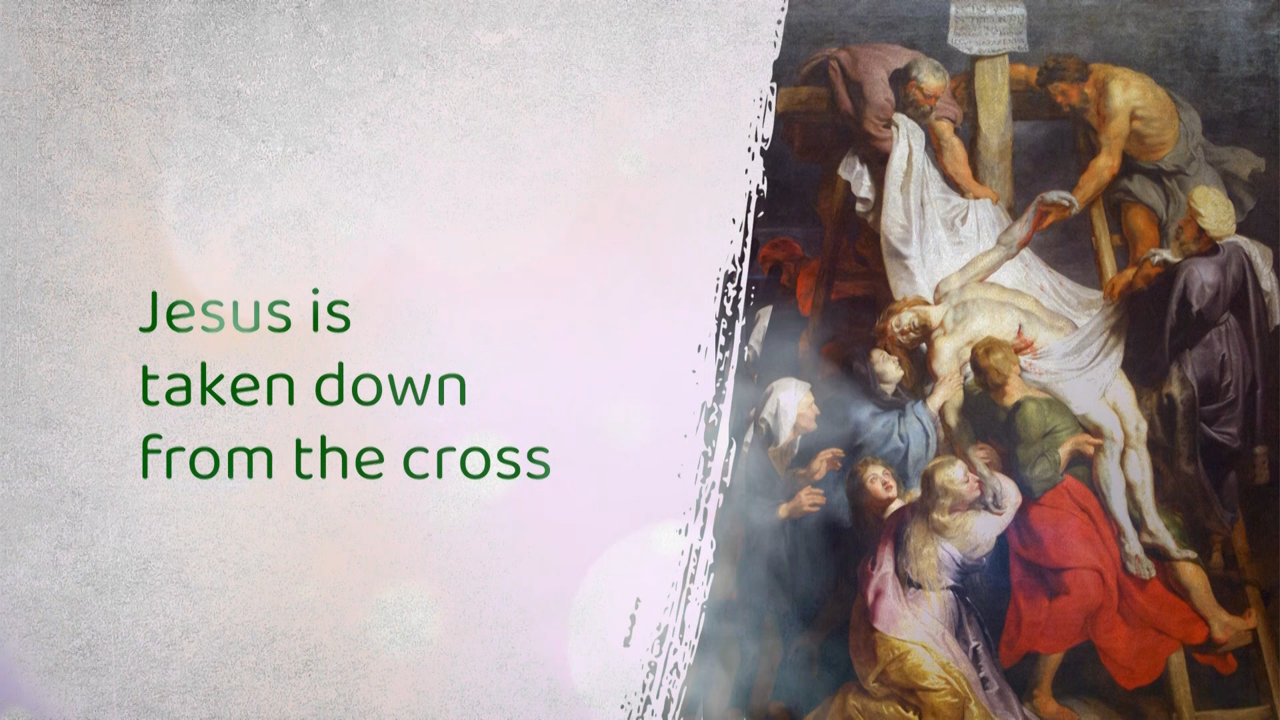 Jesus is
taken down
from the cross